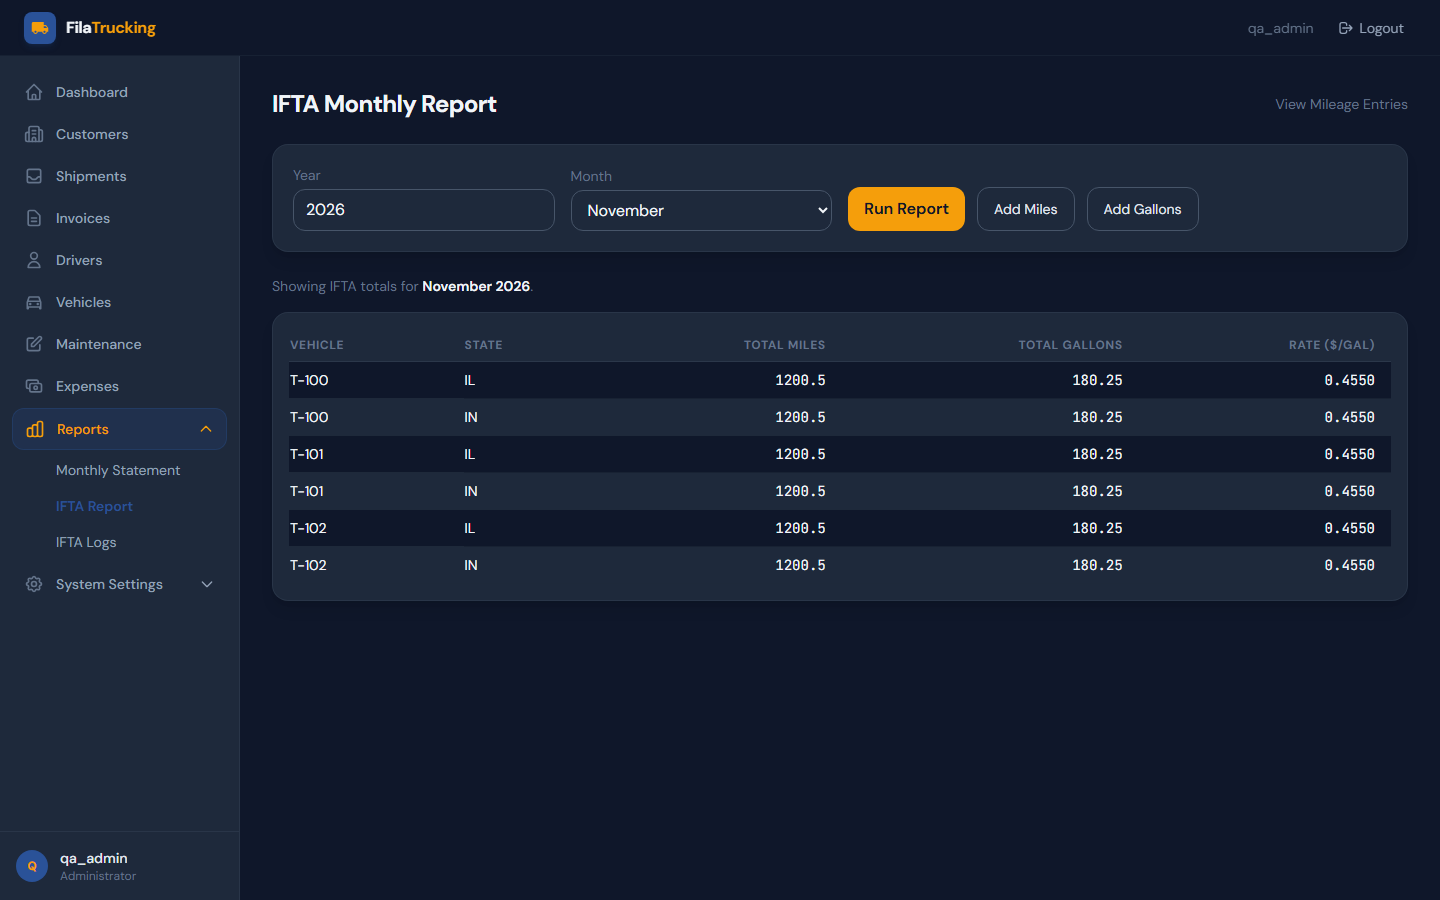 FilaTrucking
qa_admin
Logout
Dashboard
Customers
Shipments
Invoices
Drivers
Vehicles
Maintenance
Expenses
Reports
Monthly Statement
IFTA Report
IFTA Logs
System Settings
Q
qa_admin
Administrator
IFTA Monthly Report
View Mileage Entries
Year
Month
2026
November
Run Report
Add Miles
Add Gallons
Showing IFTA totals for November 2026.
VEHICLE STATE TOTAL MILES TOTAL GALLONS RATE ($/GAL)
T-100 IL 1200.5 180.25 0.4550
T-100 IN 1200.5 180.25 0.4550
T-101 IL 1200.5 180.25 0.4550
T-101 IN 1200.5 180.25 0.4550
T-102 IL 1200.5 180.25 0.4550
T-102 IN 1200.5 180.25 0.4550